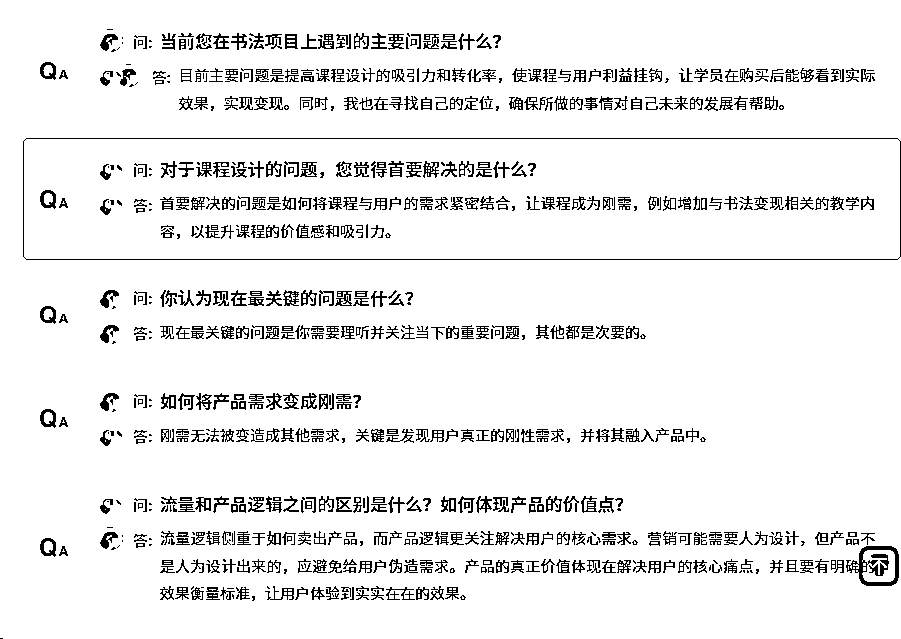 问: 当前您在书法项目上遇到的主要问题是什么?
QA
答: 目前主要问题是提高课程设计的吸引力和转化率，使课程与用户利益挂钩，让学员在购买后能够看到实际
效果，实现变现。同时，我也在寻找自己的定位，确保所做的事情对自己未来的发展有帮助。
问: 对于课程设计的问题，您觉得首要解决的是什么?
QA
答: 首要解决的问题是如何将课程与用户的需求紧密结合，让课程成为刚需，例如增加与书法变现相关的教学内
容，以提升课程的价值感和吸引力。
问: 你认为现在最关键的问题是什么?
QA
答: 现在最关键的问题是你需要理听并关注当下的重要问题，其他都是次要的。
问: 如何将产品需求变成刚需?
QA
答: 刚需无法被变造成其他需求，关键是发现用户真正的刚性需求，并将其融入产品中。
问: 流量和产品逻辑之间的区别是什么? 如何体现产品的价值点?
QA
答: 流量逻辑侧重于如何卖出产品，而产品逻辑更关注解决用户的核心需求。营销可能需要人为设计，但产品不
是人为设计出来的，应避免给用户伪造需求。产品的真正价值体现在解决用户的核心痛点，并且要有明确的
效果衡量标准，让用户体验到实实在在的效果。